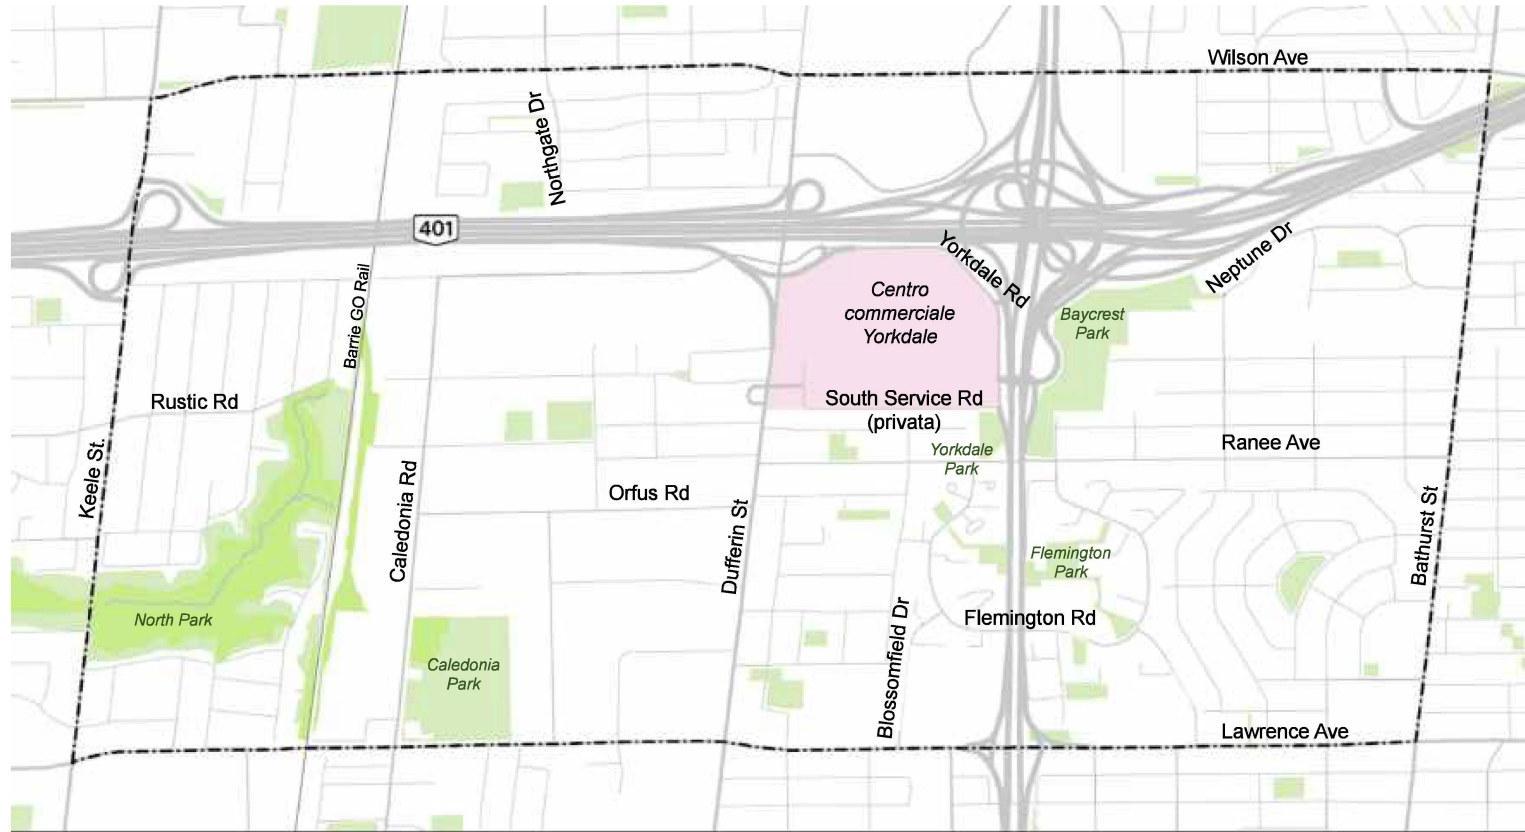 Wilson Ave
Northgate Dr
401
Yorkdale Rd
Neptune Dr
Barrie GO Rail
Centro
commerciale
Yorkdale
Baycrest
Park
Rustic Rd
South Service Rd
(privata)
Keele St.
Yorkdale
Park
Ranee Ave
Caledonia Rd
Orfus Rd
Dufferin St
Bathurst St
Flemington
Park
North Park
Flemington Rd
Blossomfield Dr
Caledonia
Park
Lawrence Ave